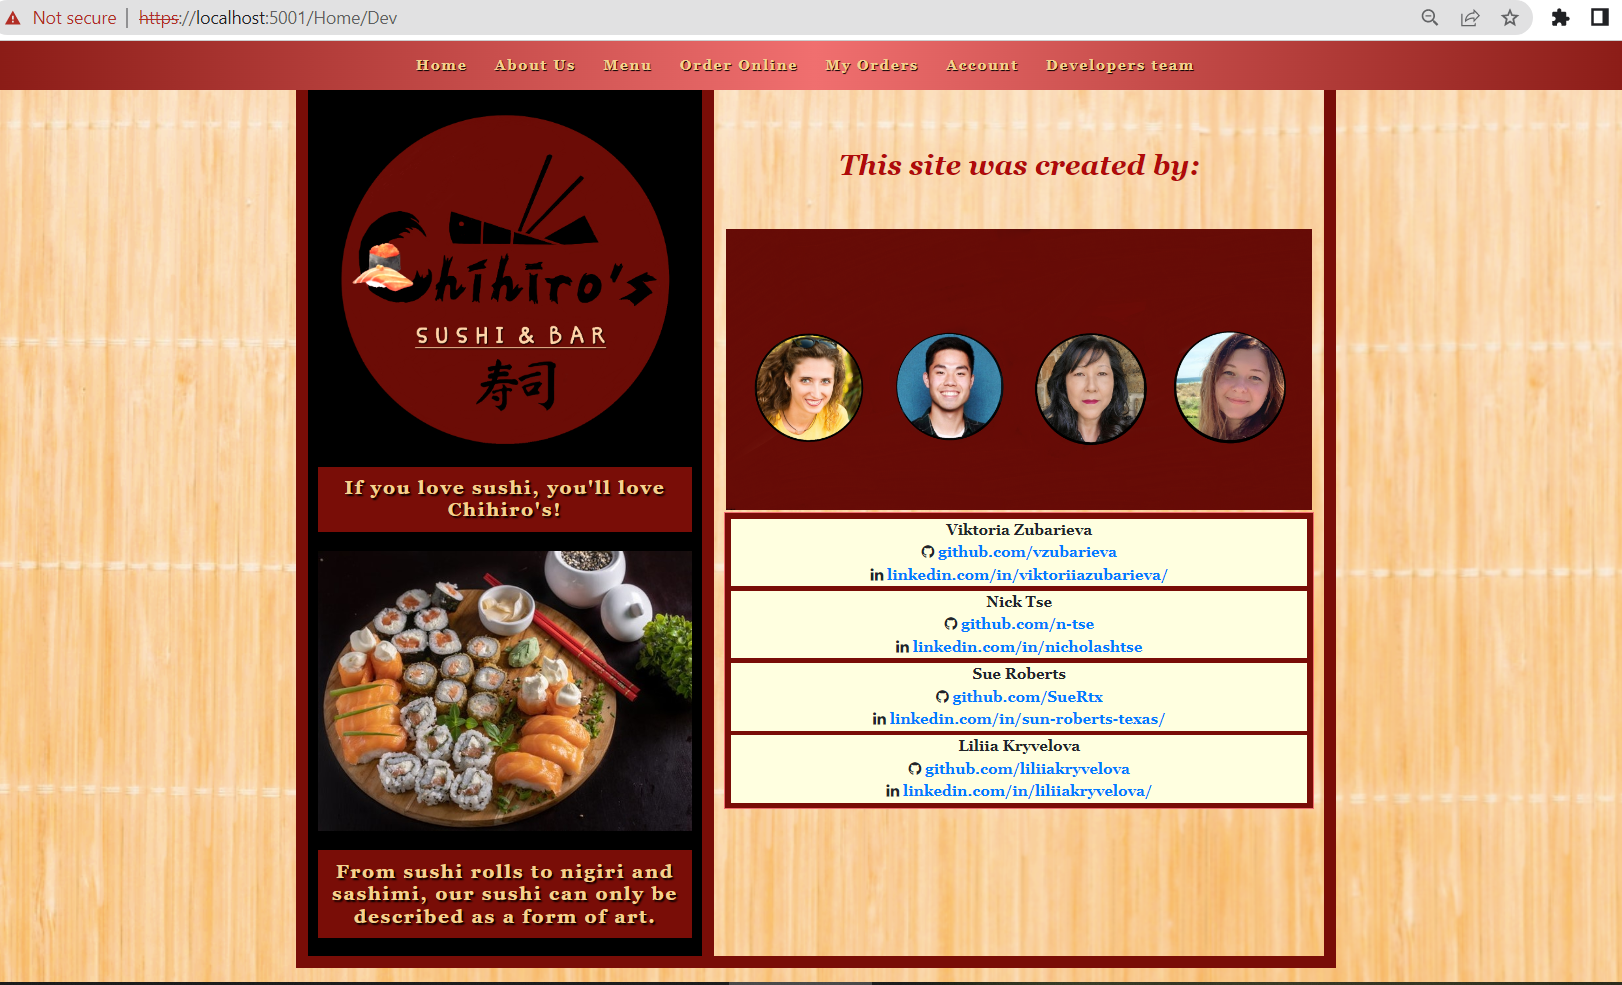 Not secure | https://localhost:5001/Home/Dev
Home About Us Menu Order Online My Orders Account Developers team
Chihiro's
SUSHI & BAR
寿司
If you love sushi, you'll love
Chihiro's!
From sushi rolls to nigiri and
sashimi, our sushi can only be
described as a form of art.
This site was created by:
Viktoria Zubarieva
github.com/vzubarieva
in linkedin.com/in/viktoriiazubarieva/
Nick Tse
github.com/n-tse
in linkedin.com/in/nicholashtse
Sue Roberts
github.com/SueRtx
in linkedin.com/in/sun-roberts-texas/
Liliia Kryvelova
github.com/liliiakryvelova
in linkedin.com/in/liliiakryvelova/